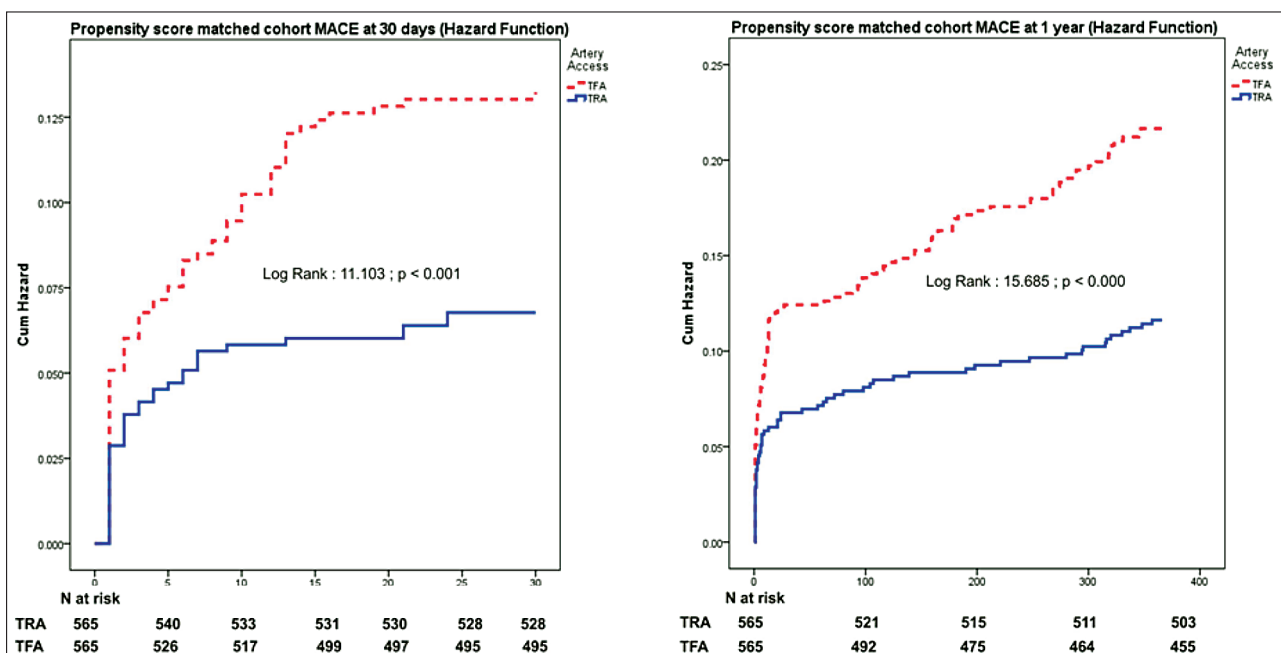 Propensity score matched cohort MACE at 30 days (Hazard Function)
Artery
Access
TFA
TRA
0.125
0.100
0.075
0.050
0.025
0.000
Cum Hazard
Log Rank : 11.103 ; p < 0.001
0 5 10 15 20 25 30
N at risk
TRA 565 540 533 531 530 528 528
TFA 565 526 517 499 497 495 495
Propensity score matched cohort MACE at 1 year (Hazard Function)
Artery
Access
TFA
TRA
0.25
0.20
0.15
0.10
0.05
0.00
Cum Hazard
Log Rank : 15.685 ; p < 0.000
0 100 200 300 400
N at risk
TRA 565 521 515 511 503
TFA 565 492 475 464 455